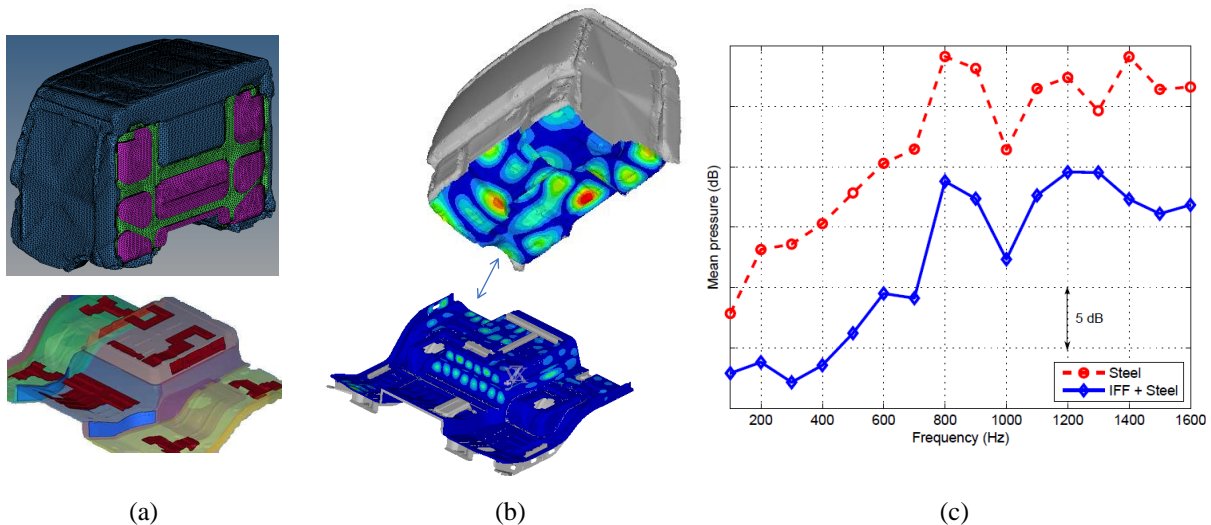 Mean pressure (dB)
5 dB
Steel
IFF + Steel
200 400 600 800 1000 1200 1400 1600
Frequency (Hz)
(a) (b) (c)